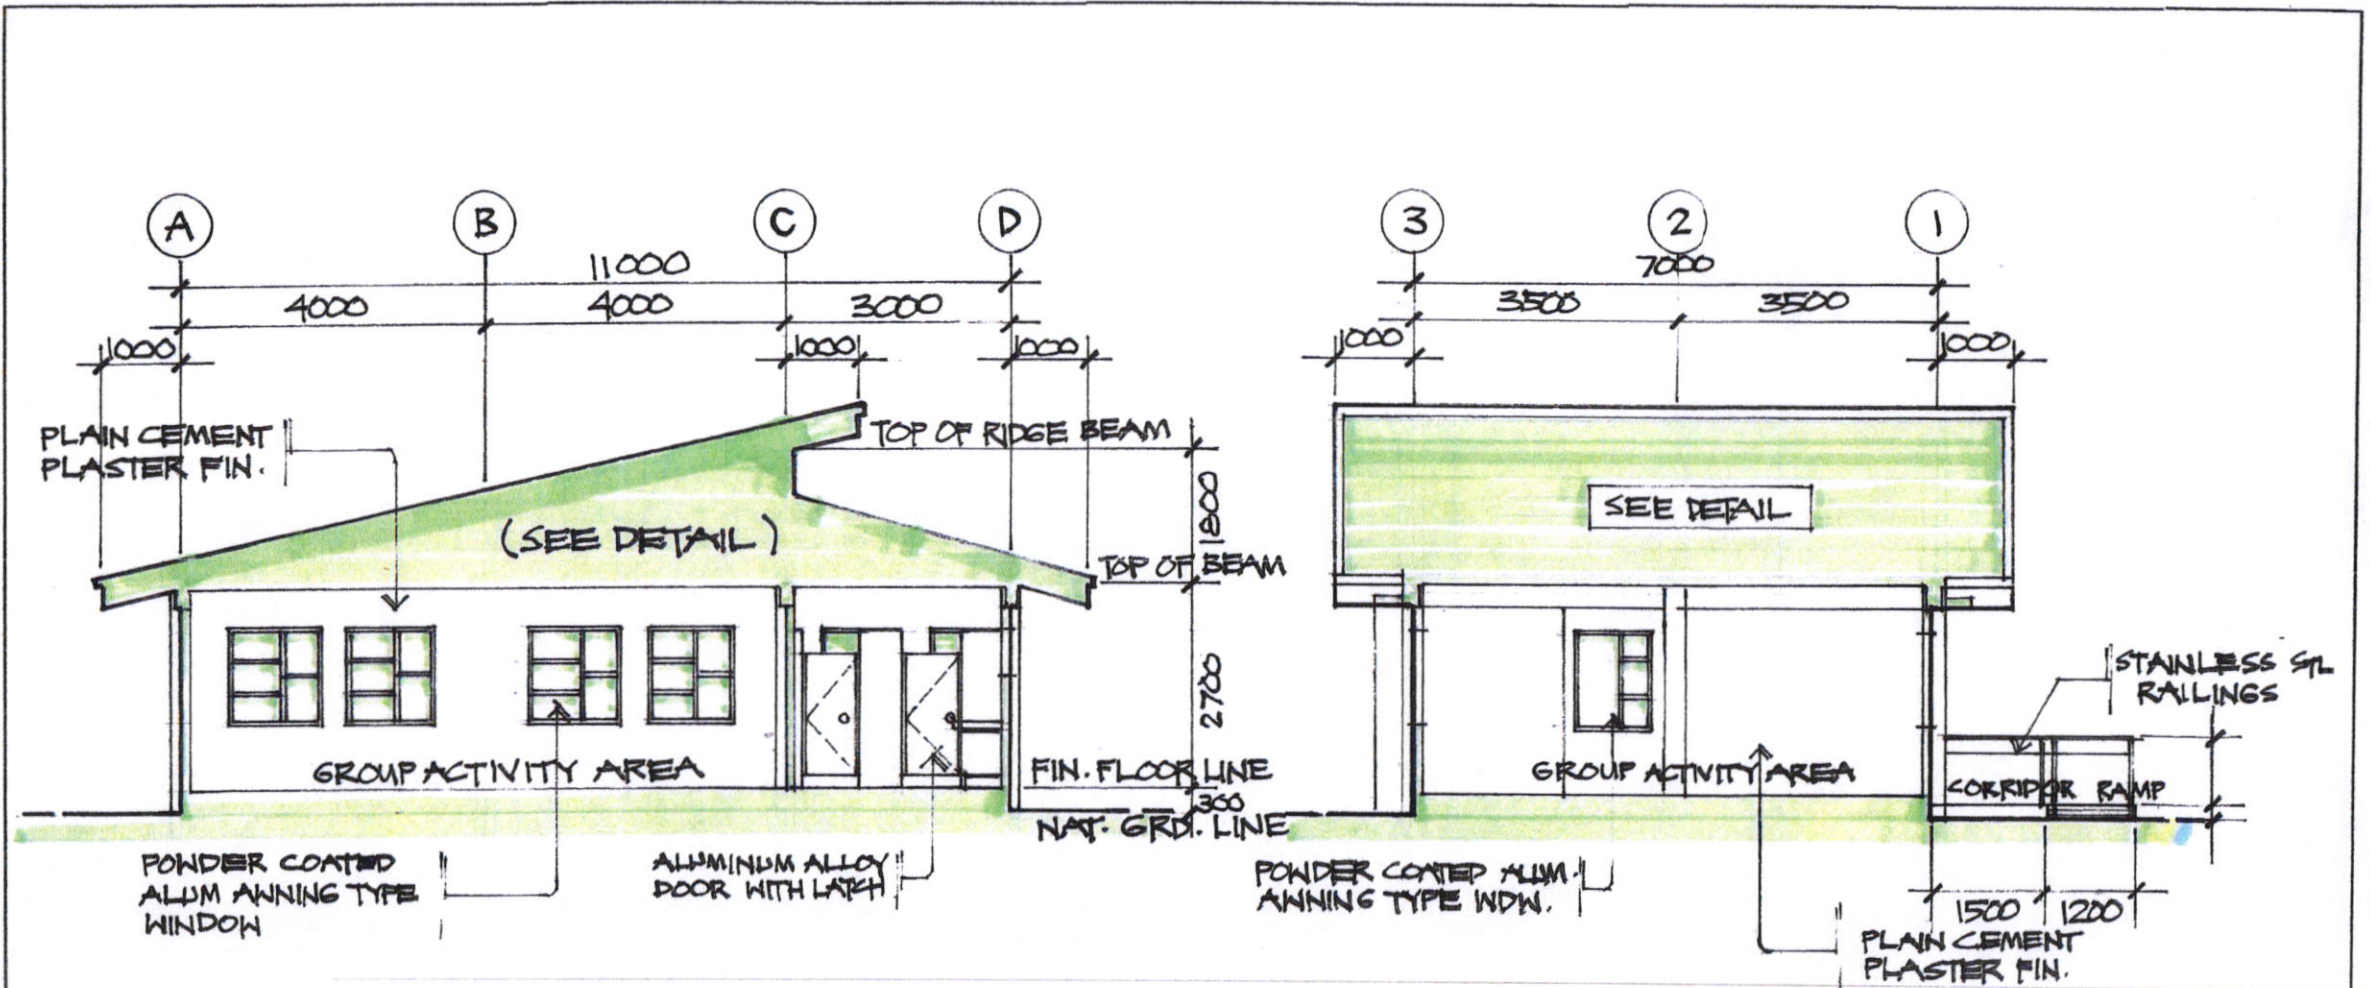 A B C D
11000
4000 4000 3000
1000 1000 1000
PLAIN CEMENT
PLASTER FIN.
TOP OF RIDGE BEAM
1800
(SEE DETAIL)
TOP OF BEAM
2700
GROUP ACTIVITY AREA
FIN. FLOOR LINE
300
NAT. GRD. LINE
POWDER COATED
ALUM AWNING TYPE
WINDOW
ALUMINUM ALLOY
DOOR WITH LATCH
3 2 1
7000
3500 3500
1000 1000
SEE DETAIL
STAINLESS STL
RAILINGS
GROUP ACTIVITY AREA
CORRIDOR RAMP
POWDER COATED ALUM.
AWNING TYPE WDW.
1500 1200
PLAIN CEMENT
PLASTER FIN.